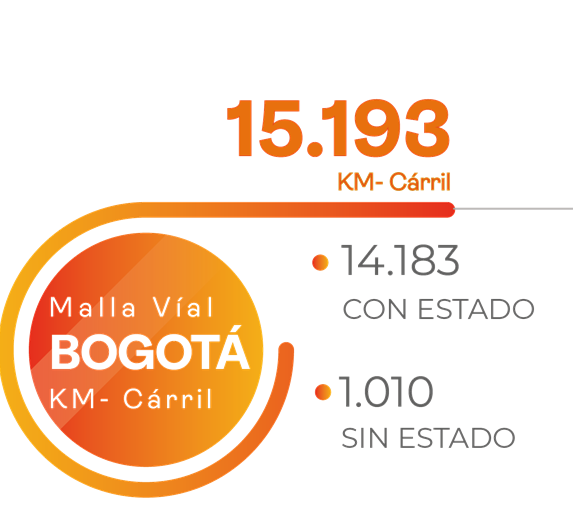 15.193
KM- Cárril
Malla Víal
BOGOTÁ
KM- Cárril
14.183
CON ESTADO
1.010
SIN ESTADO